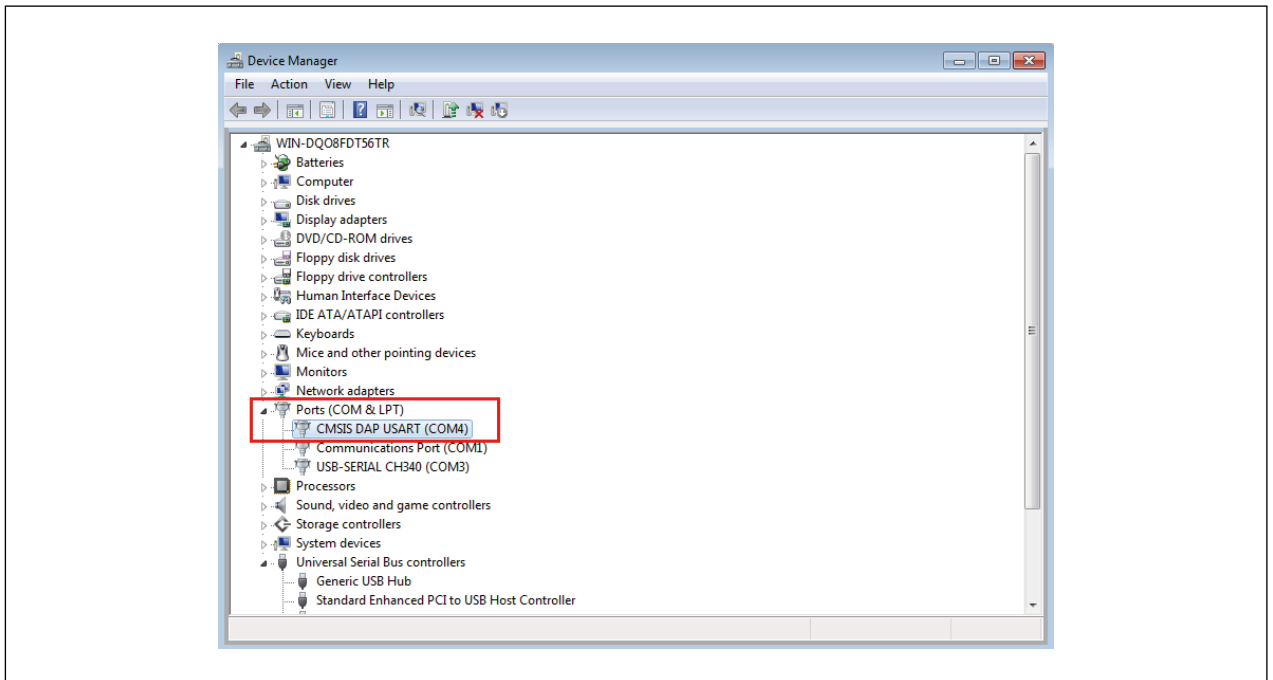 Device Manager
File Action View Help
WIN-DQO8FDT56TR
Batteries
Computer
Disk drives
Display adapters
DVD/CD-ROM drives
Floppy disk drives
Floppy drive controllers
Human Interface Devices
IDE ATA/ATAPI controllers
Keyboards
Mice and other pointing devices
Monitors
Network adapters
Ports (COM & LPT)
CMSIS DAP USART (COM4)
Communications Port (COM1)
USB-SERIAL CH340 (COM3)
Processors
Sound, video and game controllers
Storage controllers
System devices
Universal Serial Bus controllers
Generic USB Hub
Standard Enhanced PCI to USB Host Controller